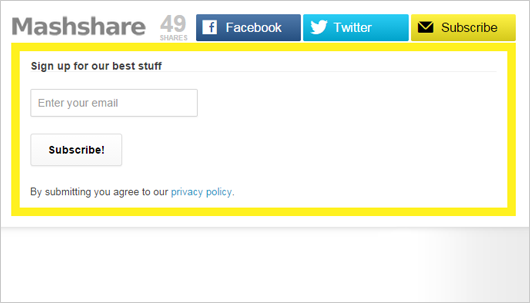 Mashshare 49 SHARES Facebook Twitter Subscribe
Sign up for our best stuff
Enter your email
Subscribe!
By submitting you agree to our privacy policy.